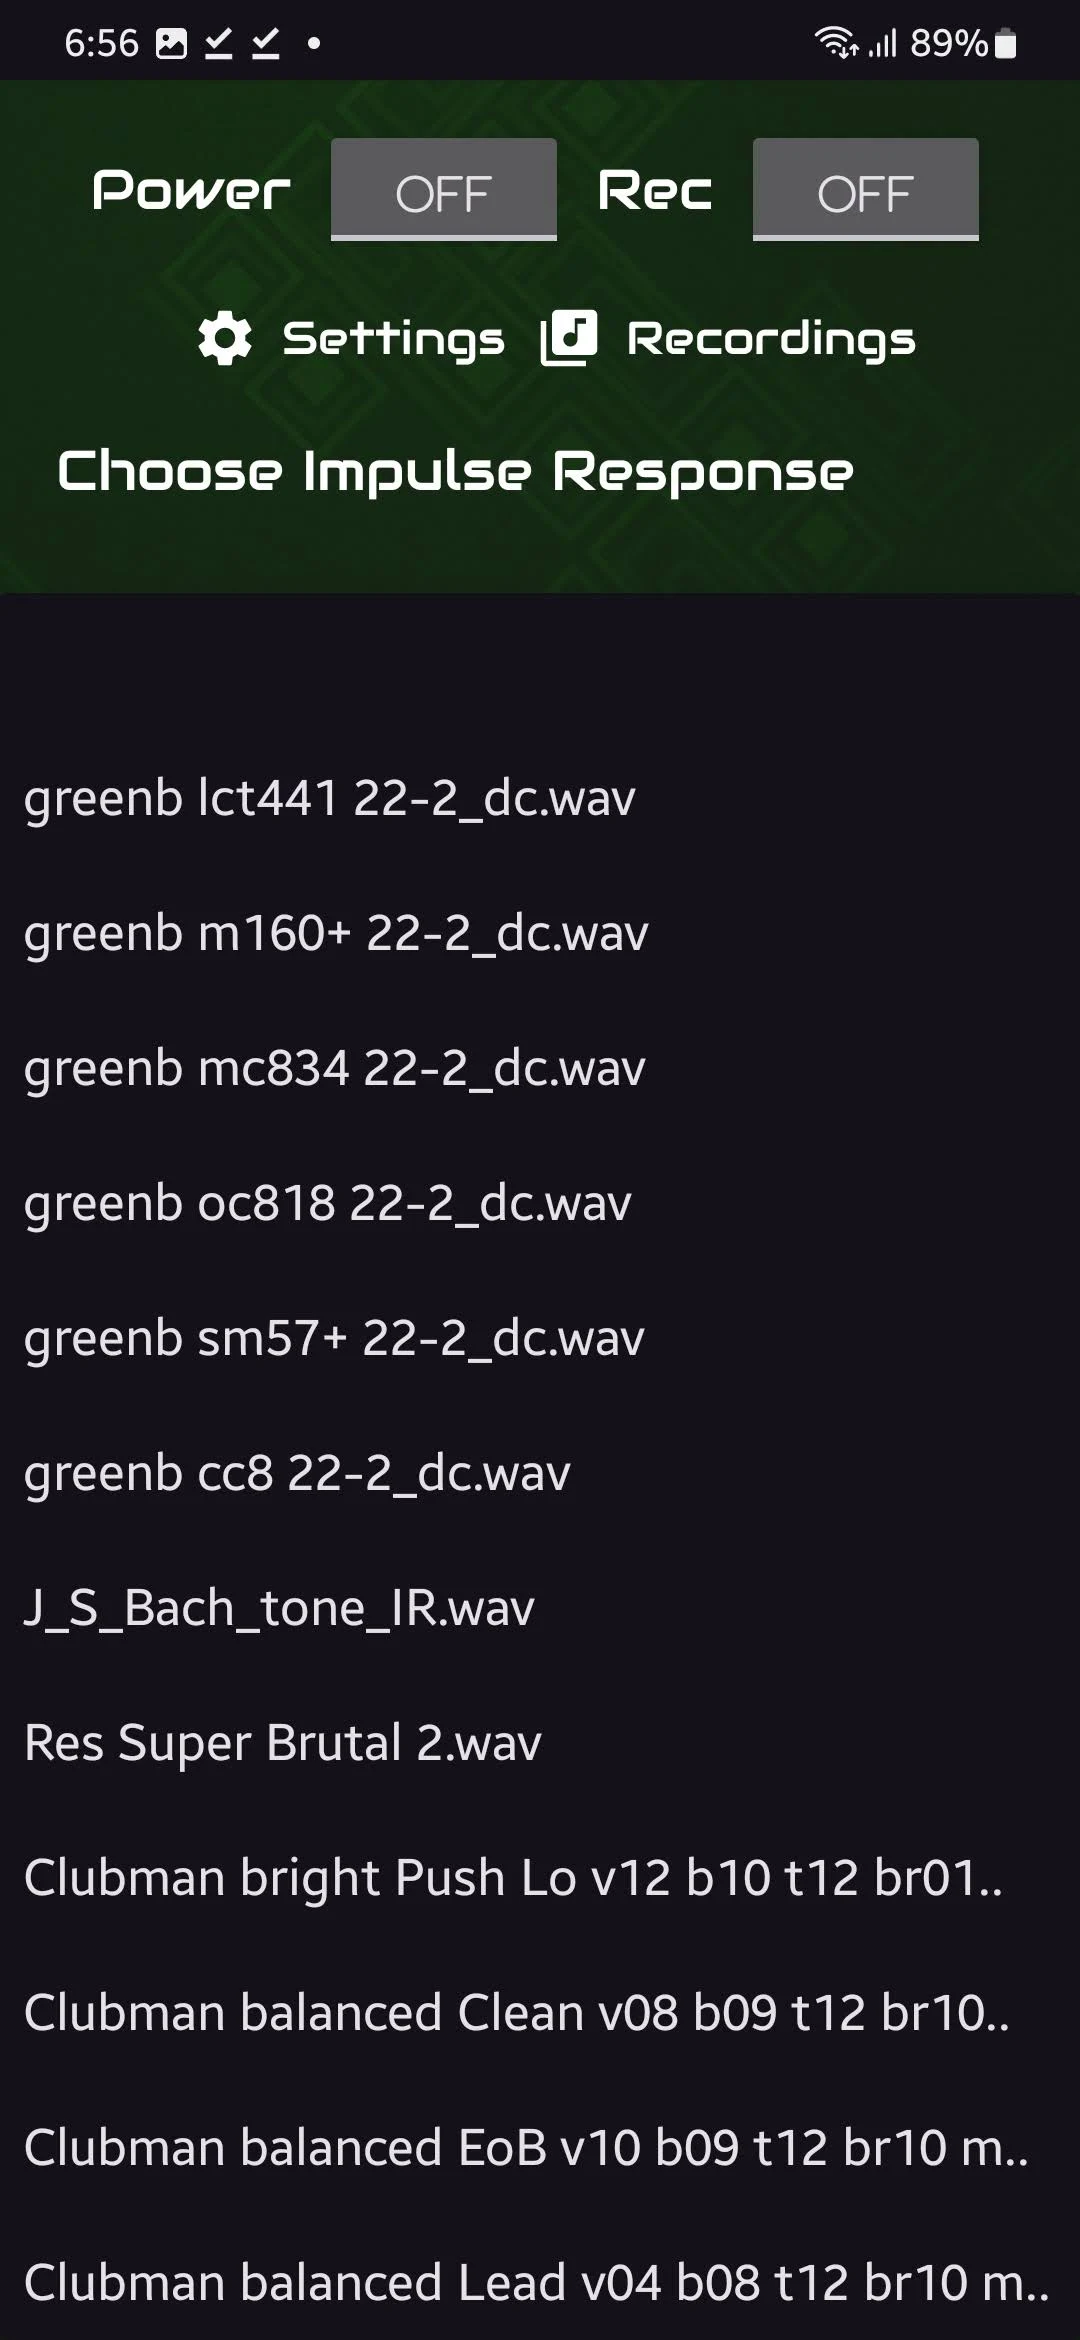 6:56 89%
Power OFF Rec OFF
Settings Recordings
Choose Impulse Response
greenb lct441 22-2_dc.wav
greenb m160+ 22-2_dc.wav
greenb mc834 22-2_dc.wav
greenb oc818 22-2_dc.wav
greenb sm57+ 22-2_dc.wav
greenb cc8 22-2_dc.wav
J_S_Bach_tone_IR.wav
Res Super Brutal 2.wav
Clubman bright Push Lo v12 b10 t12 br01..
Clubman balanced Clean v08 b09 t12 br10..
Clubman balanced EoB v10 b09 t12 br10 m..
Clubman balanced Lead v04 b08 t12 br10 m..